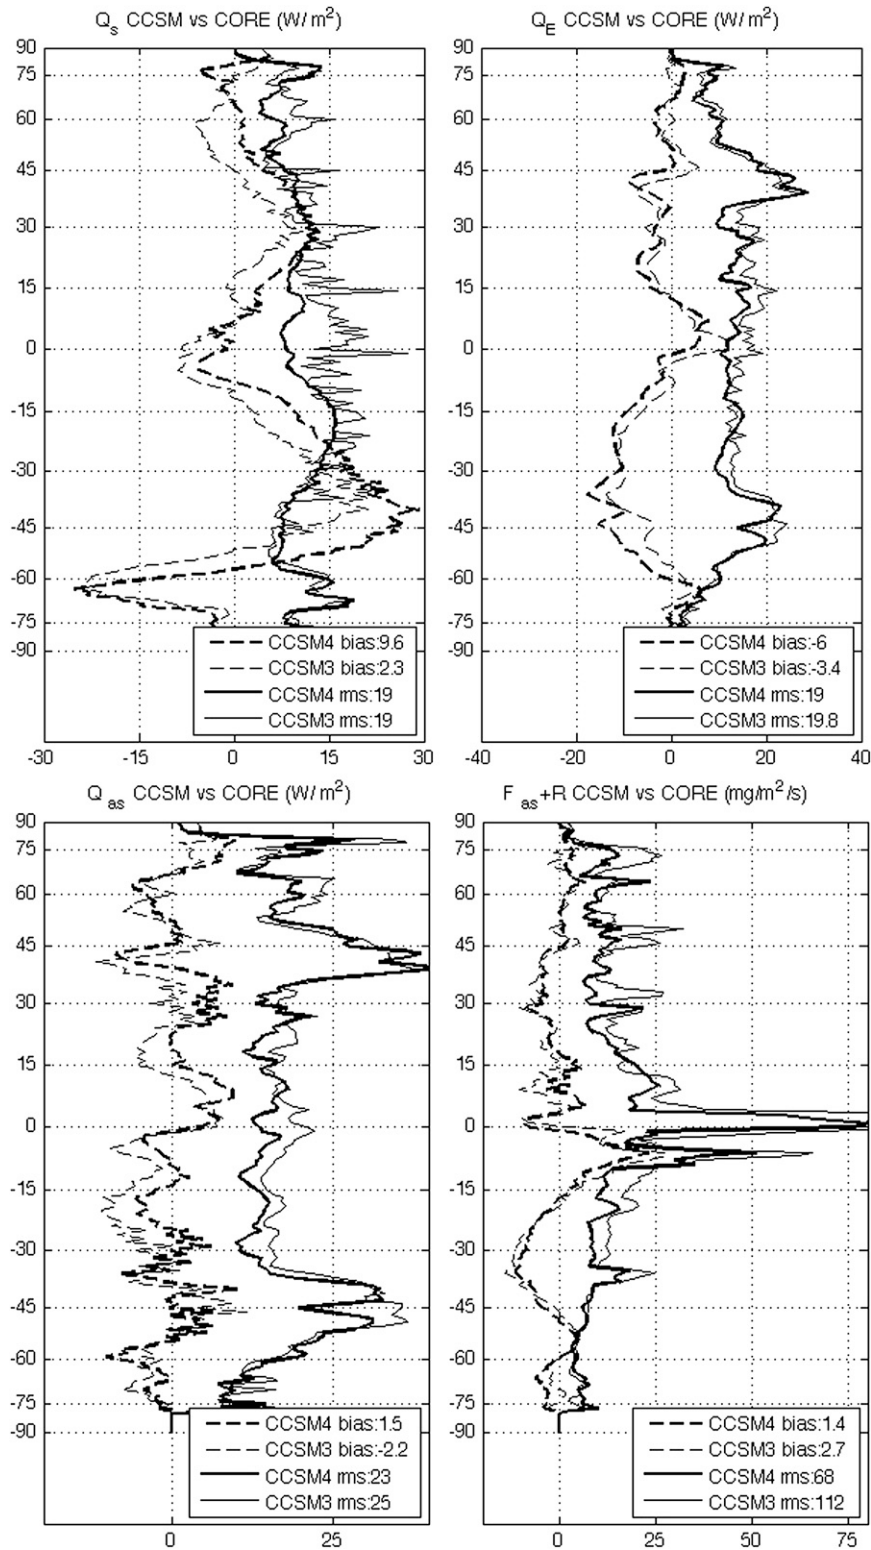 Qs CCSM vs CORE (W/m²)
90
75
60
45
30
15
0
-15
-30
-45
-60
-75
-90
CCSM4 bias:9.6
CCSM3 bias:2.3
CCSM4 rms:19
CCSM3 rms:19
-30 -15 0 15 30
QE CCSM vs CORE (W/m²)
90
75
60
45
30
15
0
-15
-30
-45
-60
-75
-90
CCSM4 bias:-6
CCSM3 bias:-3.4
CCSM4 rms:19
CCSM3 rms:19.8
-40 -20 0 20 40
Qas CCSM vs CORE (W/m²)
90
75
60
45
30
15
0
-15
-30
-45
-60
-75
-90
CCSM4 bias:1.5
CCSM3 bias:-2.2
CCSM4 rms:23
CCSM3 rms:25
0 25
Fas+R CCSM vs CORE (mg/m²/s)
90
75
60
45
30
15
0
-15
-30
-45
-60
-75
-90
CCSM4 bias:1.4
CCSM3 bias:2.7
CCSM4 rms:68
CCSM3 rms:112
0 25 50 75